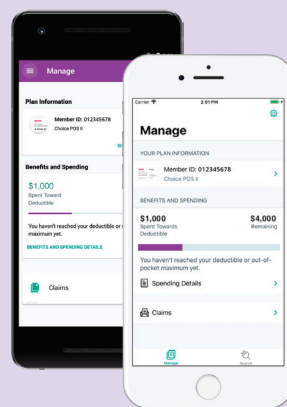 Manage
Plan Information
Member ID: 012345678
Choice POS II
Benefits and Spending
$1,000
Spent Toward
Deductible
You haven't reached your deductible or
maximum yet.
BENEFITS AND SPENDING DETAILS
Claims
Carrier
2:01 PM
Manage
YOUR PLAN INFORMATION
Member ID: 012345678
Choice POS II
BENEFITS AND SPENDING
$1,000
$4,000
Spent Towards
Remaining
Deductible
You haven't reached your deductible or out-of-
pocket maximum yet.
Spending Details
Claims
Manage
Search